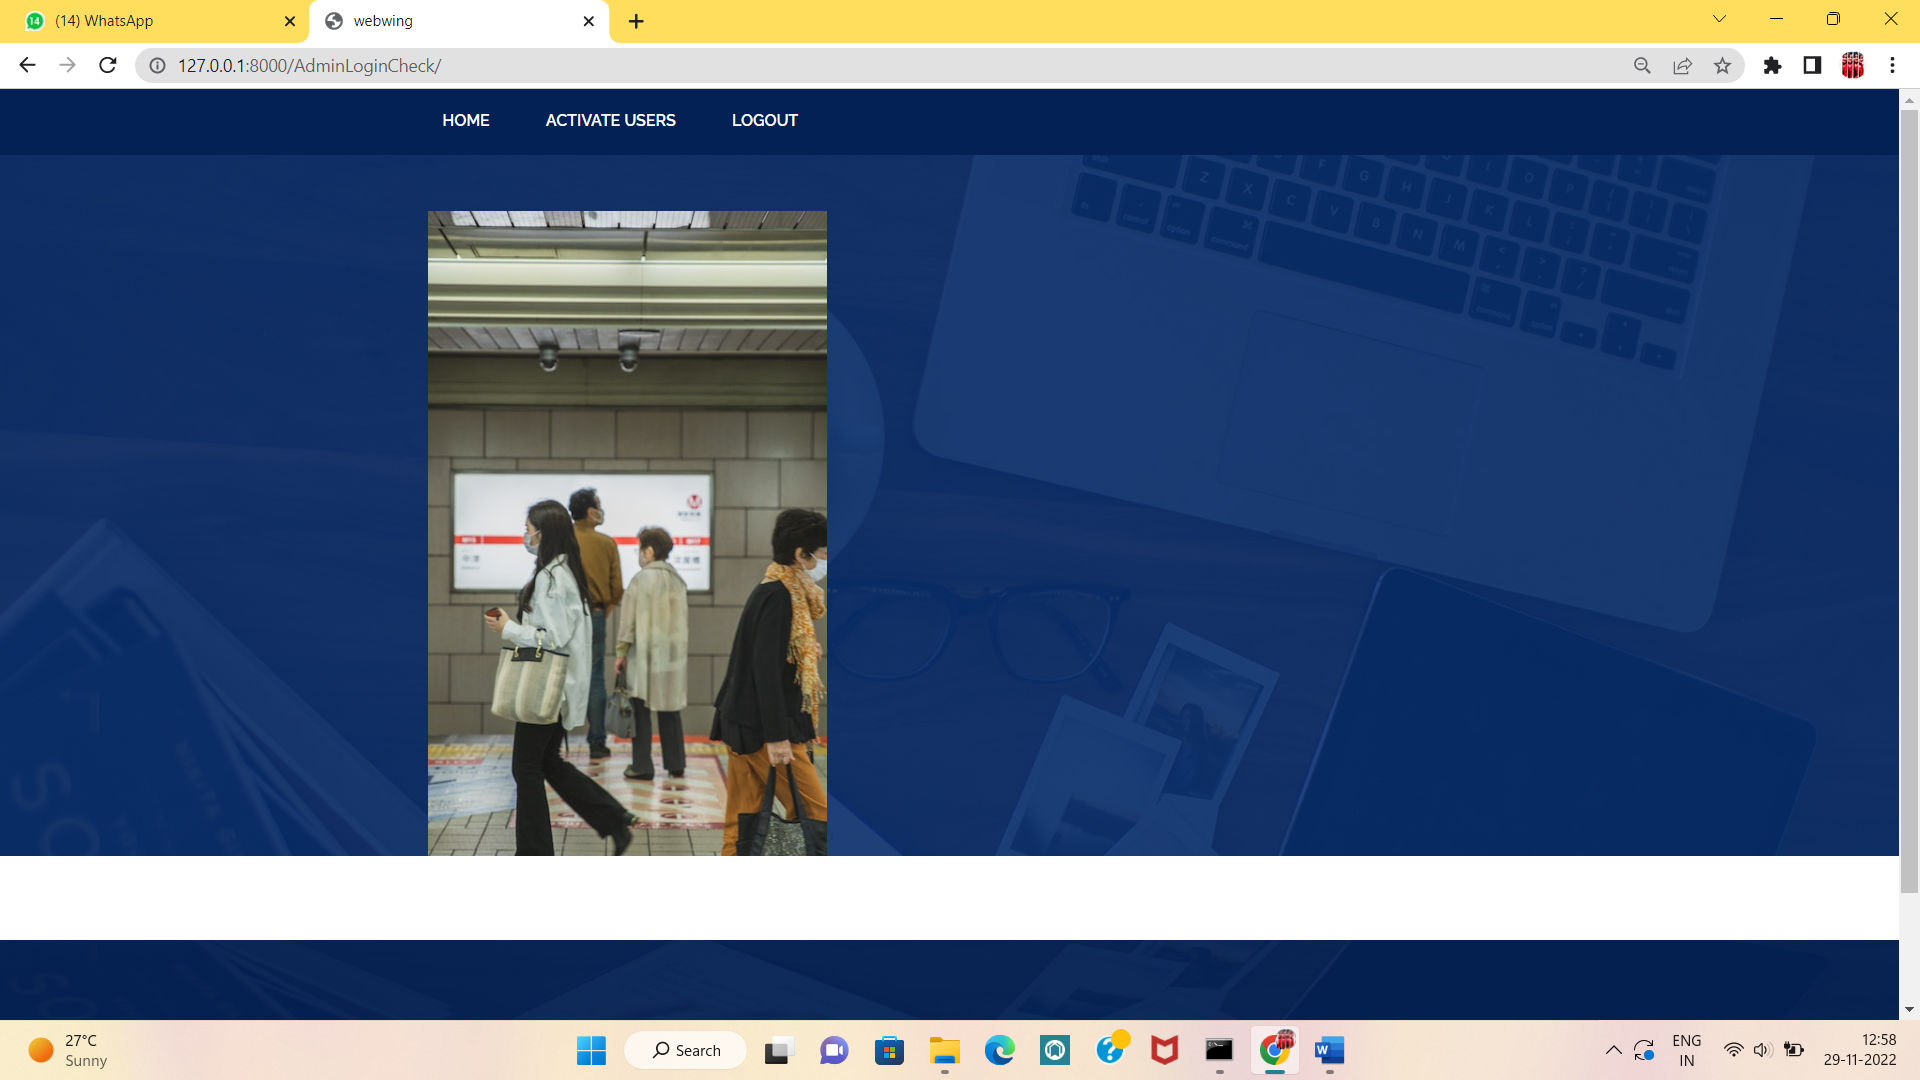 (14) WhatsApp
webwing
127.0.0.1:8000/AdminLoginCheck/
HOME ACTIVATE USERS LOGOUT
27°C
Sunny
Search
ENG
IN
12:58
29-11-2022